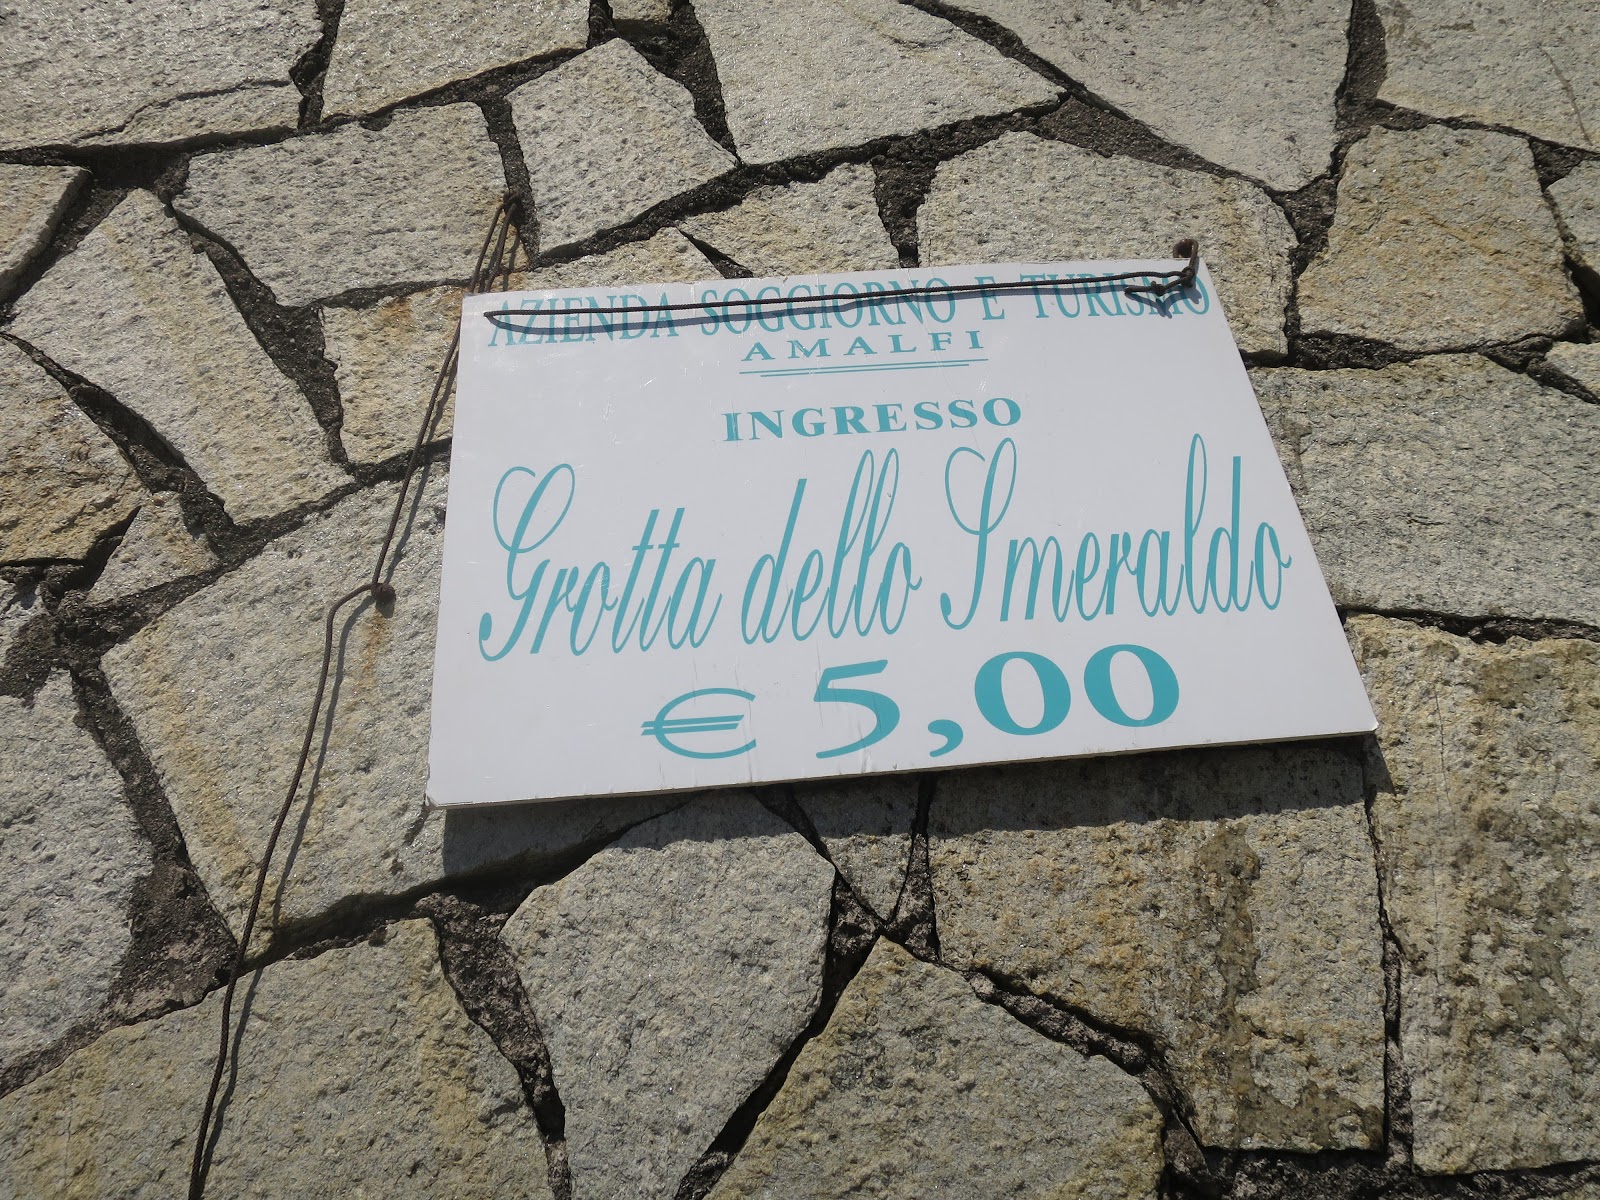 AZIENDA SOGGIORNO E TURISMO
AMALFI
INGRESSO
Grotta dello Smeraldo
€ 5,00